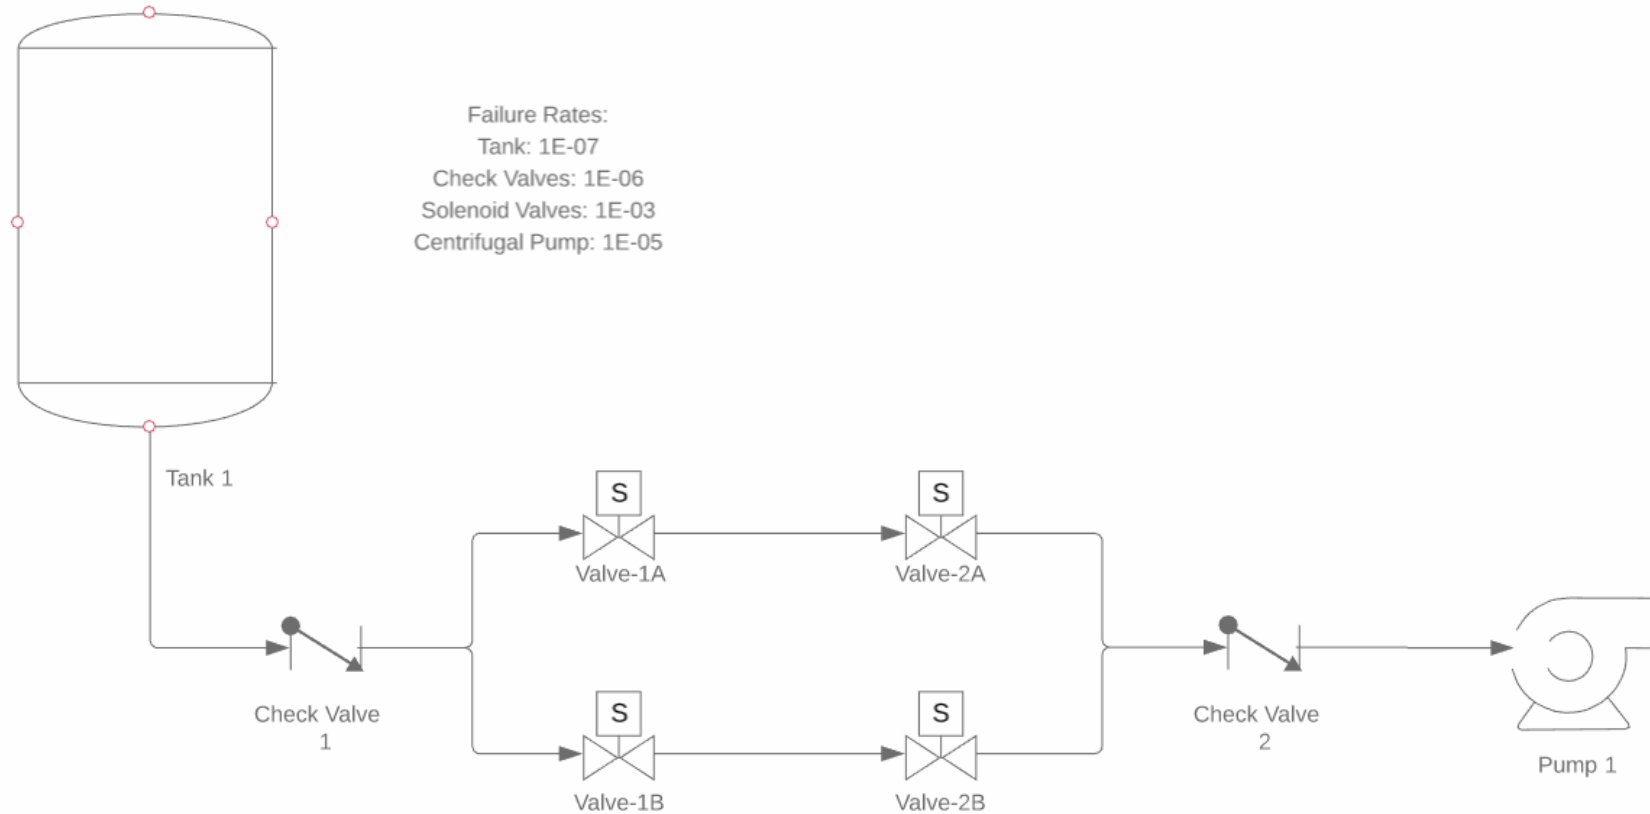 Failure Rates:
Tank: 1E-07
Check Valves: 1E-06
Solenoid Valves: 1E-03
Centrifugal Pump: 1E-05
Tank 1
S
S
Valve-1A
Valve-2A
Check Valve
1
S
S
Valve-1B
Valve-2B
Check Valve
2
Pump 1